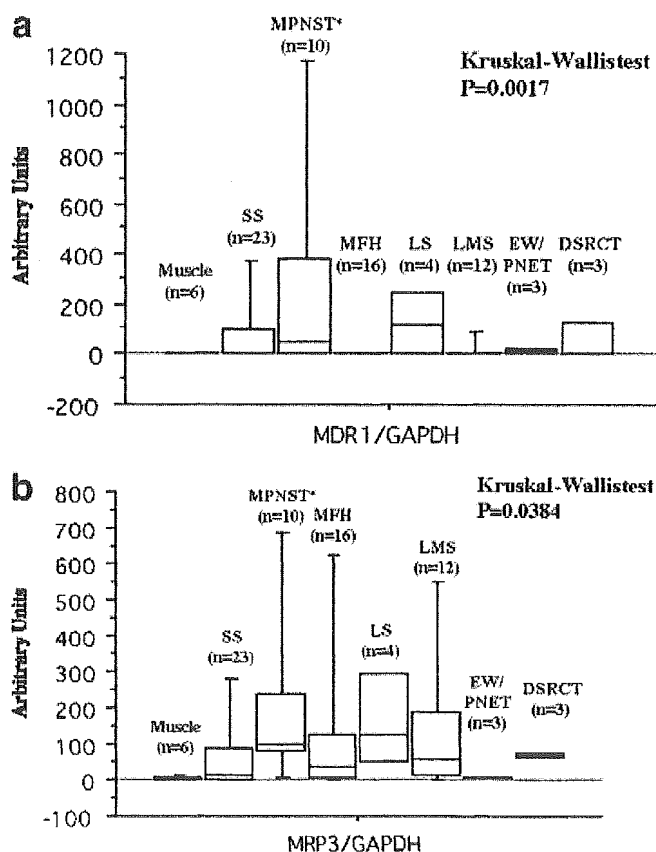 a
MPNST*
(n=10)
Kruskal-Wallistest
P=0.0017
1200
1000
800
600
400
200
0
-200
Arbitrary Units
Muscle
(n=6)
SS
(n=23)
MFH
(n=16)
LS
(n=4)
LMS
(n=12)
EW/
PNET
(n=3)
DSRCT
(n=3)
MDR1/GAPDH
b
Kruskal-Wallistest
P=0.0384
800
700
600
500
400
300
200
100
0
-100
Arbitrary Units
Muscle
(n=6)
SS
(n=23)
MPNST*
(n=10)
MFH
(n=16)
LS
(n=4)
LMS
(n=12)
EW/
PNET
(n=3)
DSRCT
(n=3)
MRP3/GAPDH